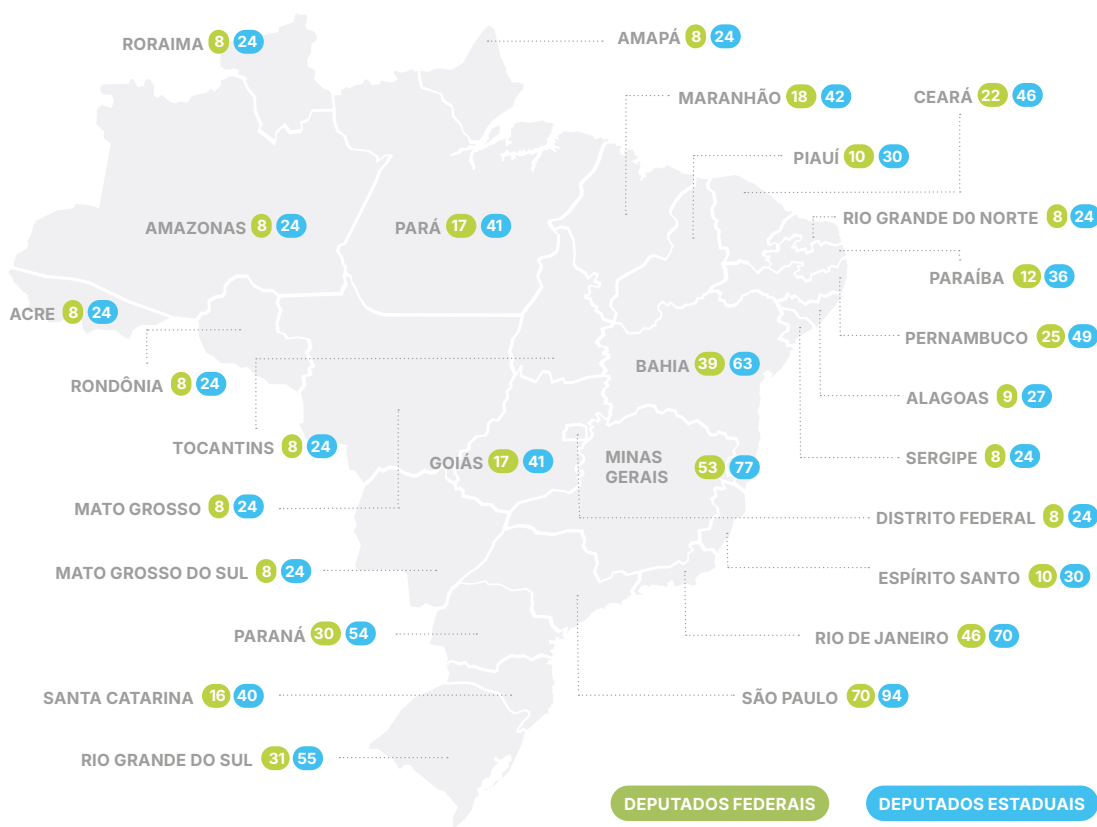 RORAIMA 8 24
AMAPÁ 8 24
MARANHÃO 18 42
CEARÁ 22 46
PIAUÍ 10 30
AMAZONAS 8 24
PARÁ 17 41
RIO GRANDE D0 NORTE 8 24
PARAÍBA 12 36
ACRE 8 24
PERNAMBUCO 25 49
BAHIA 39 63
RONDÔNIA 8 24
ALAGOAS 9 27
TOCANTINS 8 24
GOIÁS 17 41
MINAS
GERAIS 53 77
SERGIPE 8 24
MATO GROSSO 8 24
DISTRITO FEDERAL 8 24
MATO GROSSO DO SUL 8 24
ESPÍRITO SANTO 10 30
PARANÁ 30 54
RIO DE JANEIRO 46 70
SANTA CATARINA 16 40
SÃO PAULO 70 94
RIO GRANDE DO SUL 31 55
DEPUTADOS FEDERAIS
DEPUTADOS ESTADUAIS